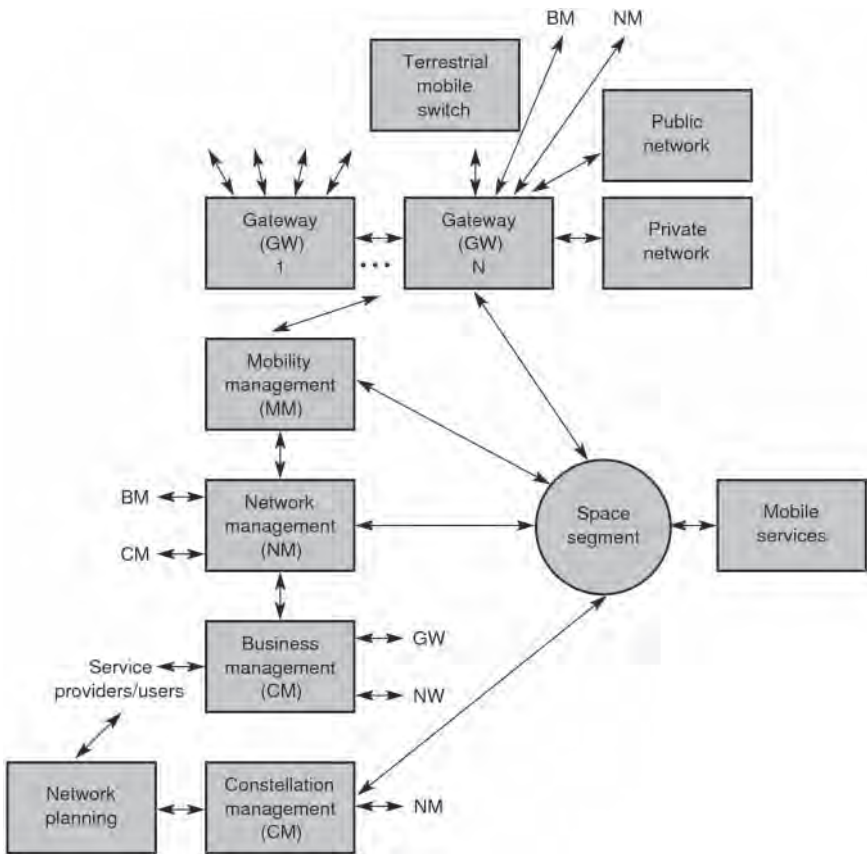 BM
NM
Terrestrial
mobile
switch
Public
network
Gateway
(GW)
1
...
Gateway
(GW)
N
Private
network
Mobility
management
(MM)
BM
CM
Network
management
(NM)
Space
segment
Mobile
services
Service
providers/users
Business
management
(CM)
GW
NW
Network
planning
Constellation
management
(CM)
NM